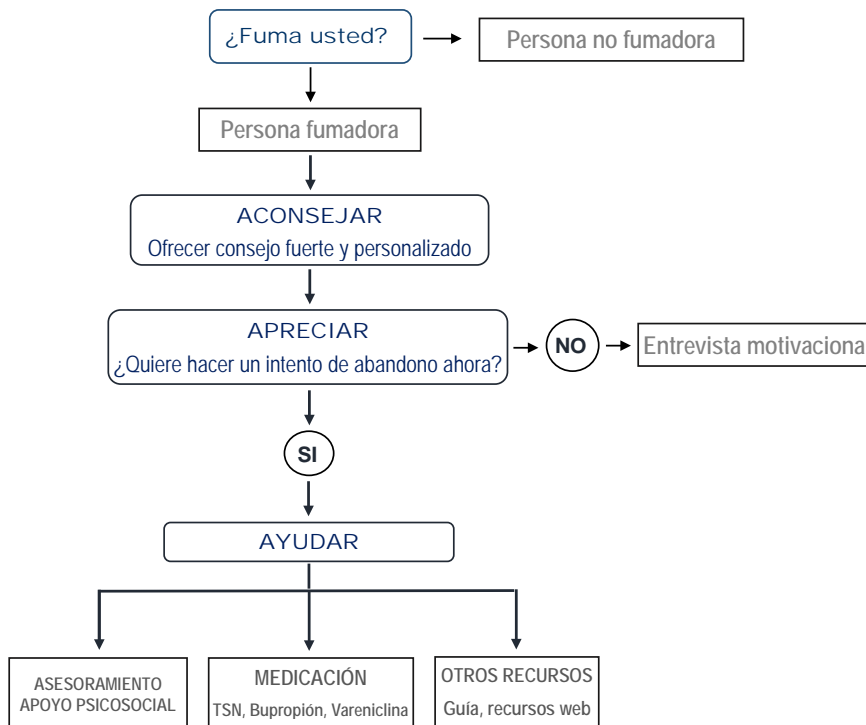 ¿Fuma usted?
Persona no fumadora
Persona fumadora
ACONSEJAR
Ofrecer consejo fuerte y personalizado
APRECIAR
¿Quiere hacer un intento de abandono ahora?
NO
Entrevista motivaciona
SI
AYUDAR
ASESORAMIENTO
APOYO PSICOSOCIAL
MEDICACIÓN
TSN, Bupropión, Vareniclina
OTROS RECURSOS
Guía, recursos web